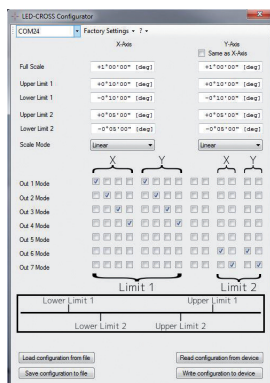 LED-CROSS Configurator
COM24 Factory Settings ?
X-Axis Y-Axis
Same as X-Axis
Full Scale +1°00'00" [deg] +1°00'00" [deg]
Upper Limit 1 +0°10'00" [deg] +0°10'00" [deg]
Lower Limit 1 -0°10'00" [deg] -0°10'00" [deg]
Upper Limit 2 +0°05'00" [deg] +0°05'00" [deg]
Lower Limit 2 -0°05'00" [deg] -0°05'00" [deg]
Scale Mode Linear Linear
X Y X Y
Out 1 Mode
Out 2 Mode
Out 3 Mode
Out 4 Mode
Out 5 Mode
Out 6 Mode
Out 7 Mode
Limit 1 Limit 2
Lower Limit 1 Upper Limit 1
Lower Limit 2 Upper Limit 2
Load configuration from file Read configuration from device
Save configuration to file Write configuration to device